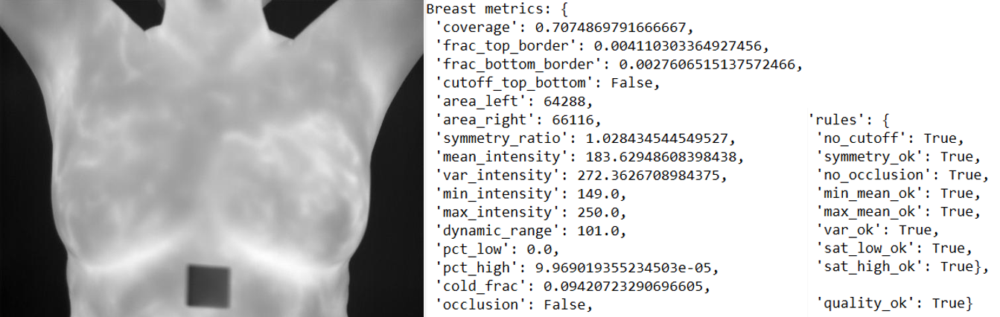 Breast metrics: {
'coverage': 0.7074869791666667,
'frac_top_border': 0.004110303364927456,
'frac_bottom_border': 0.0027606515137572466,
'cutoff_top_bottom': False,
'area_left': 64288,
'area_right': 66116,
'symmetry_ratio': 1.028434544549527,
'mean_intensity': 183.62948608398438,
'var_intensity': 272.3626708984375,
'min_intensity': 149.0,
'max_intensity': 250.0,
'dynamic_range': 101.0,
'pct_low': 0.0,
'pct_high': 9.969019355234503e-05,
'cold_frac': 0.09420723290696605,
'occlusion': False,
'rules': {
'no_cutoff': True,
'symmetry_ok': True,
'no_occlusion': True,
'min_mean_ok': True,
'max_mean_ok': True,
'var_ok': True,
'sat_low_ok': True,
'sat_high_ok': True},
'quality_ok': True}